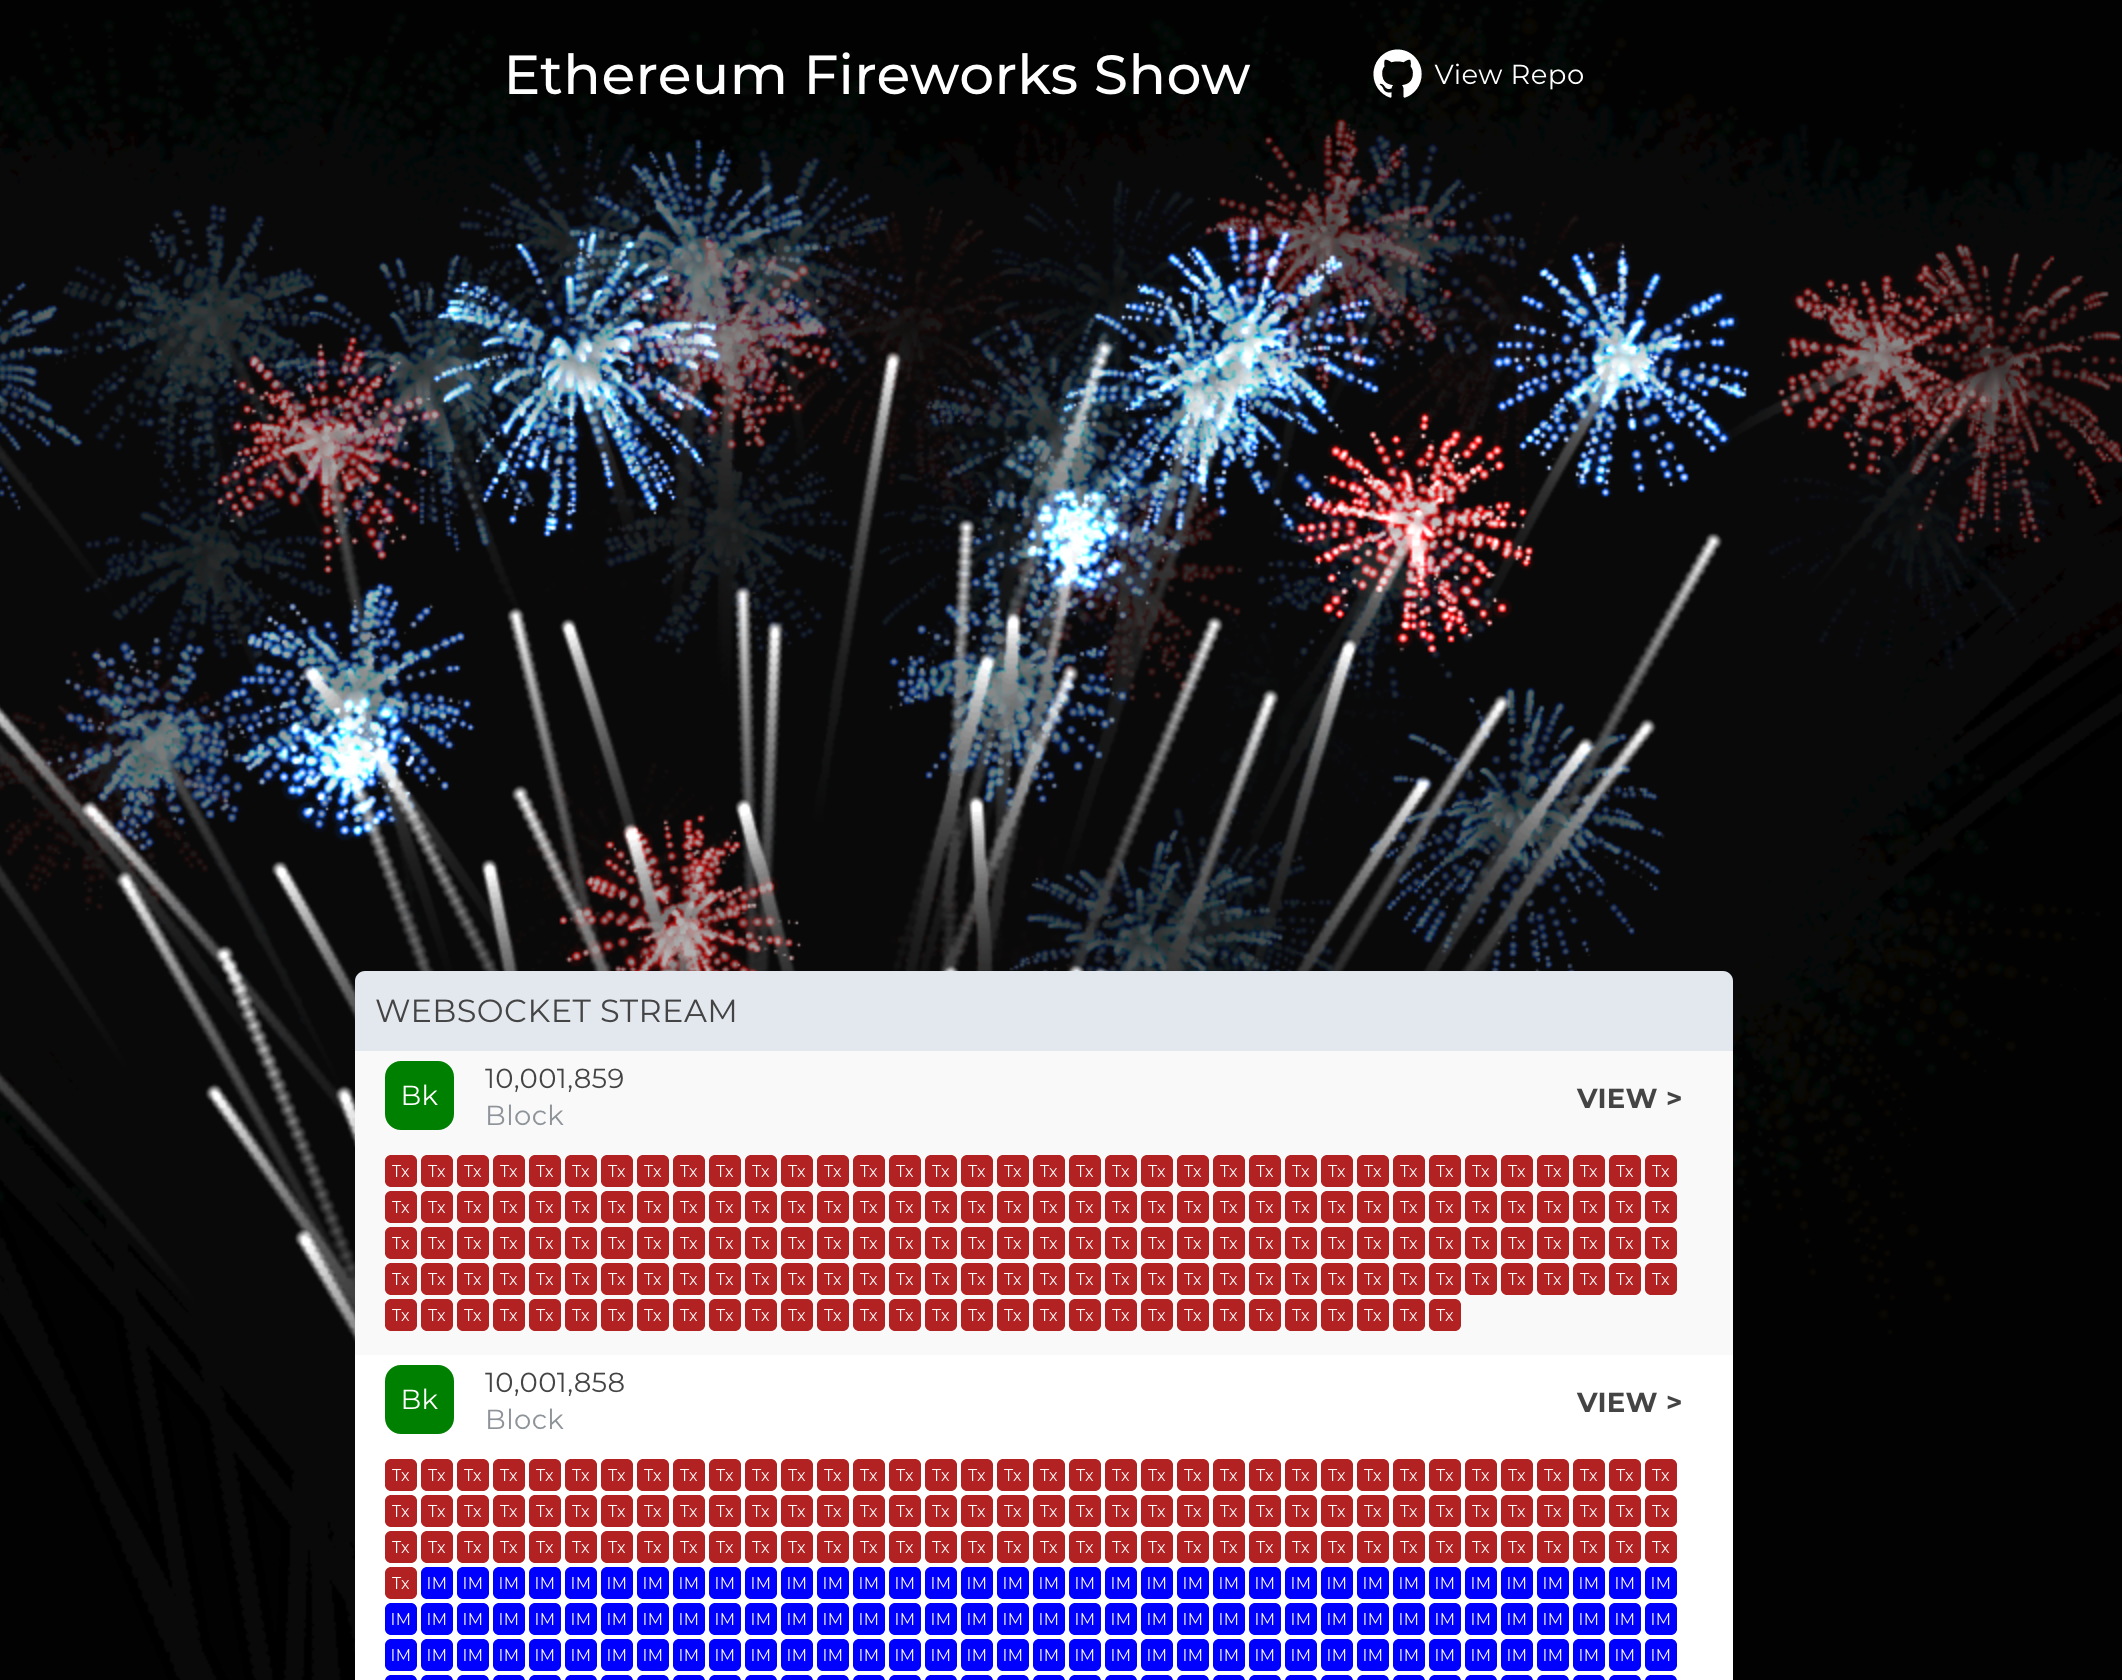 Ethereum Fireworks Show
View Repo
WEBSOCKET STREAM
Bk
10,001,859
Block
VIEW >
Tx Tx Tx Tx Tx Tx Tx Tx Tx Tx Tx Tx Tx Tx Tx Tx Tx Tx Tx Tx Tx Tx Tx Tx Tx Tx Tx Tx Tx Tx Tx Tx Tx Tx Tx Tx
Tx Tx Tx Tx Tx Tx Tx Tx Tx Tx Tx Tx Tx Tx Tx Tx Tx Tx Tx Tx Tx Tx Tx Tx Tx Tx Tx Tx Tx Tx Tx Tx Tx Tx Tx Tx
Tx Tx Tx Tx Tx Tx Tx Tx Tx Tx Tx Tx Tx Tx Tx Tx Tx Tx Tx Tx Tx Tx Tx Tx Tx Tx Tx Tx Tx Tx Tx Tx Tx Tx Tx Tx
Tx Tx Tx Tx Tx Tx Tx Tx Tx Tx Tx Tx Tx Tx Tx Tx Tx Tx Tx Tx Tx Tx Tx Tx Tx Tx Tx Tx Tx Tx Tx Tx Tx Tx Tx Tx
Tx Tx Tx Tx Tx Tx Tx Tx Tx Tx Tx Tx Tx Tx Tx Tx Tx Tx Tx Tx Tx Tx Tx Tx Tx Tx Tx Tx Tx Tx
Bk
10,001,858
Block
VIEW >
Tx Tx Tx Tx Tx Tx Tx Tx Tx Tx Tx Tx Tx Tx Tx Tx Tx Tx Tx Tx Tx Tx Tx Tx Tx Tx Tx Tx Tx Tx Tx Tx Tx Tx Tx Tx
Tx Tx Tx Tx Tx Tx Tx Tx Tx Tx Tx Tx Tx Tx Tx Tx Tx Tx Tx Tx Tx Tx Tx Tx Tx Tx Tx Tx Tx Tx Tx Tx Tx Tx Tx Tx
Tx Tx Tx Tx Tx Tx Tx Tx Tx Tx Tx Tx Tx Tx Tx Tx Tx Tx Tx Tx Tx Tx Tx Tx Tx Tx Tx Tx Tx Tx Tx Tx Tx Tx Tx Tx
Tx IM IM IM IM IM IM IM IM IM IM IM IM IM IM IM IM IM IM IM IM IM IM IM IM IM IM IM IM IM IM IM IM IM IM IM
IM IM IM IM IM IM IM IM IM IM IM IM IM IM IM IM IM IM IM IM IM IM IM IM IM IM IM IM IM IM IM IM IM IM IM IM
IM IM IM IM IM IM IM IM IM IM IM IM IM IM IM IM IM IM IM IM IM IM IM IM IM IM IM IM IM IM IM IM IM IM IM IM